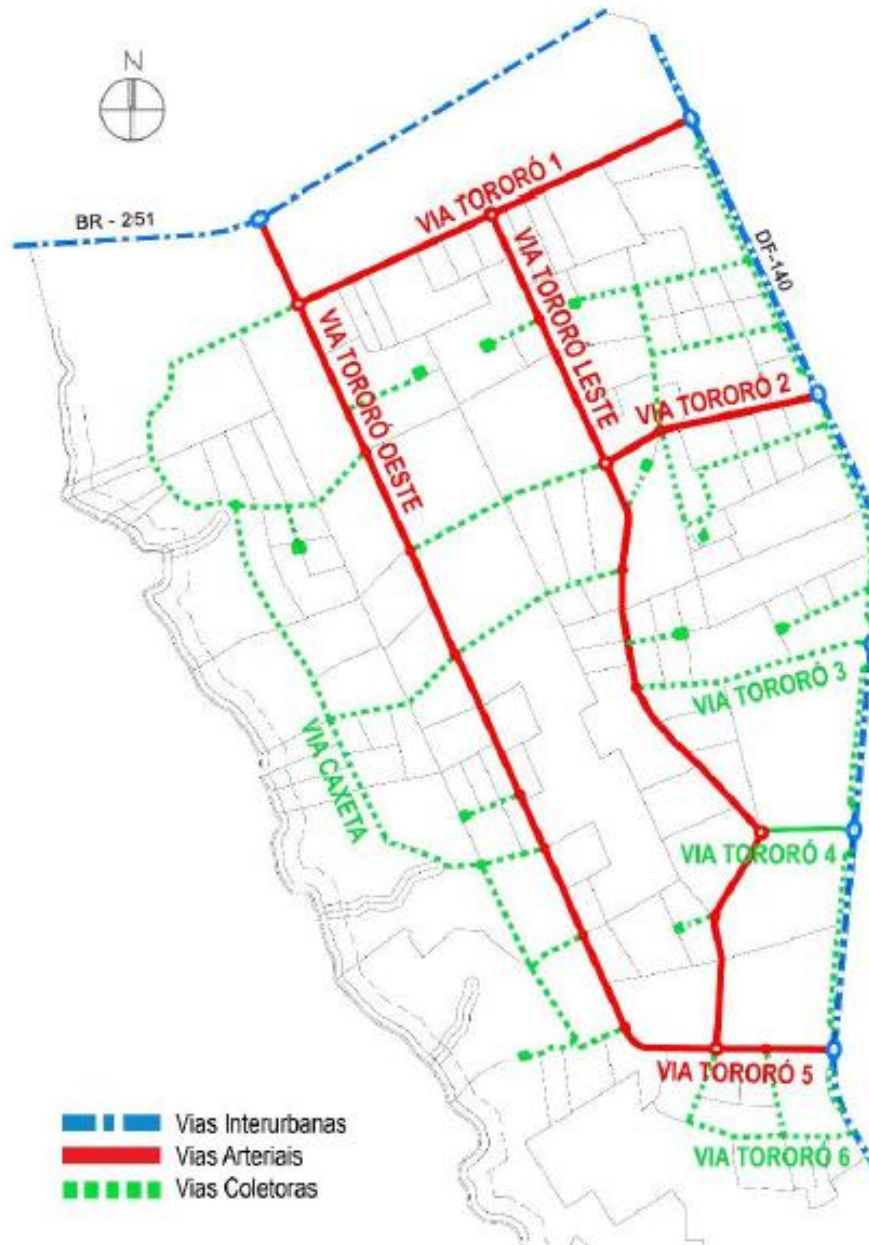 N
BR - 251
VIA TORORÓ 1
DF-140
VIA TORORÓ LESTE
VIA TORORÓ OESTE
VIA TORORÓ 2
VIA TORORÓ 3
VIA CAXETA
VIA TORORÓ 4
VIA TORORÓ 5
VIA TORORÓ 6
Vias Interurbanas
Vias Arteriais
Vias Coletoras